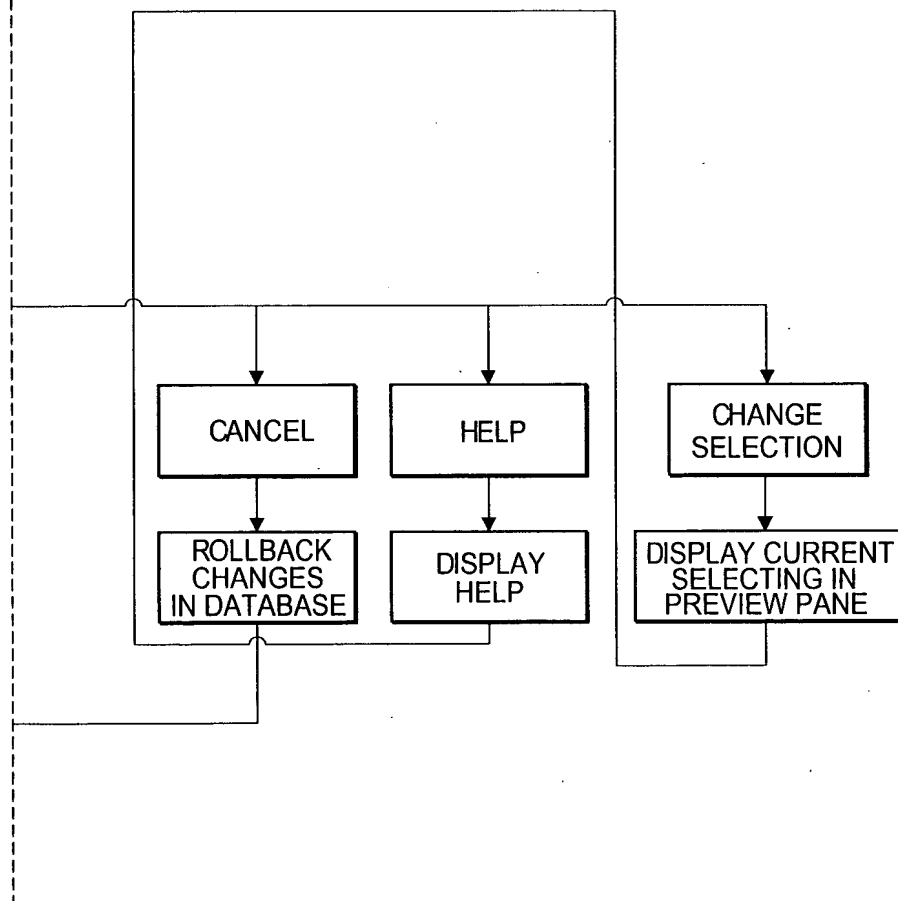 CANCEL
HELP
CHANGE
SELECTION
ROLLBACK
CHANGES
IN DATABASE
DISPLAY
HELP
DISPLAY CURRENT
SELECTING IN
PREVIEW PANE